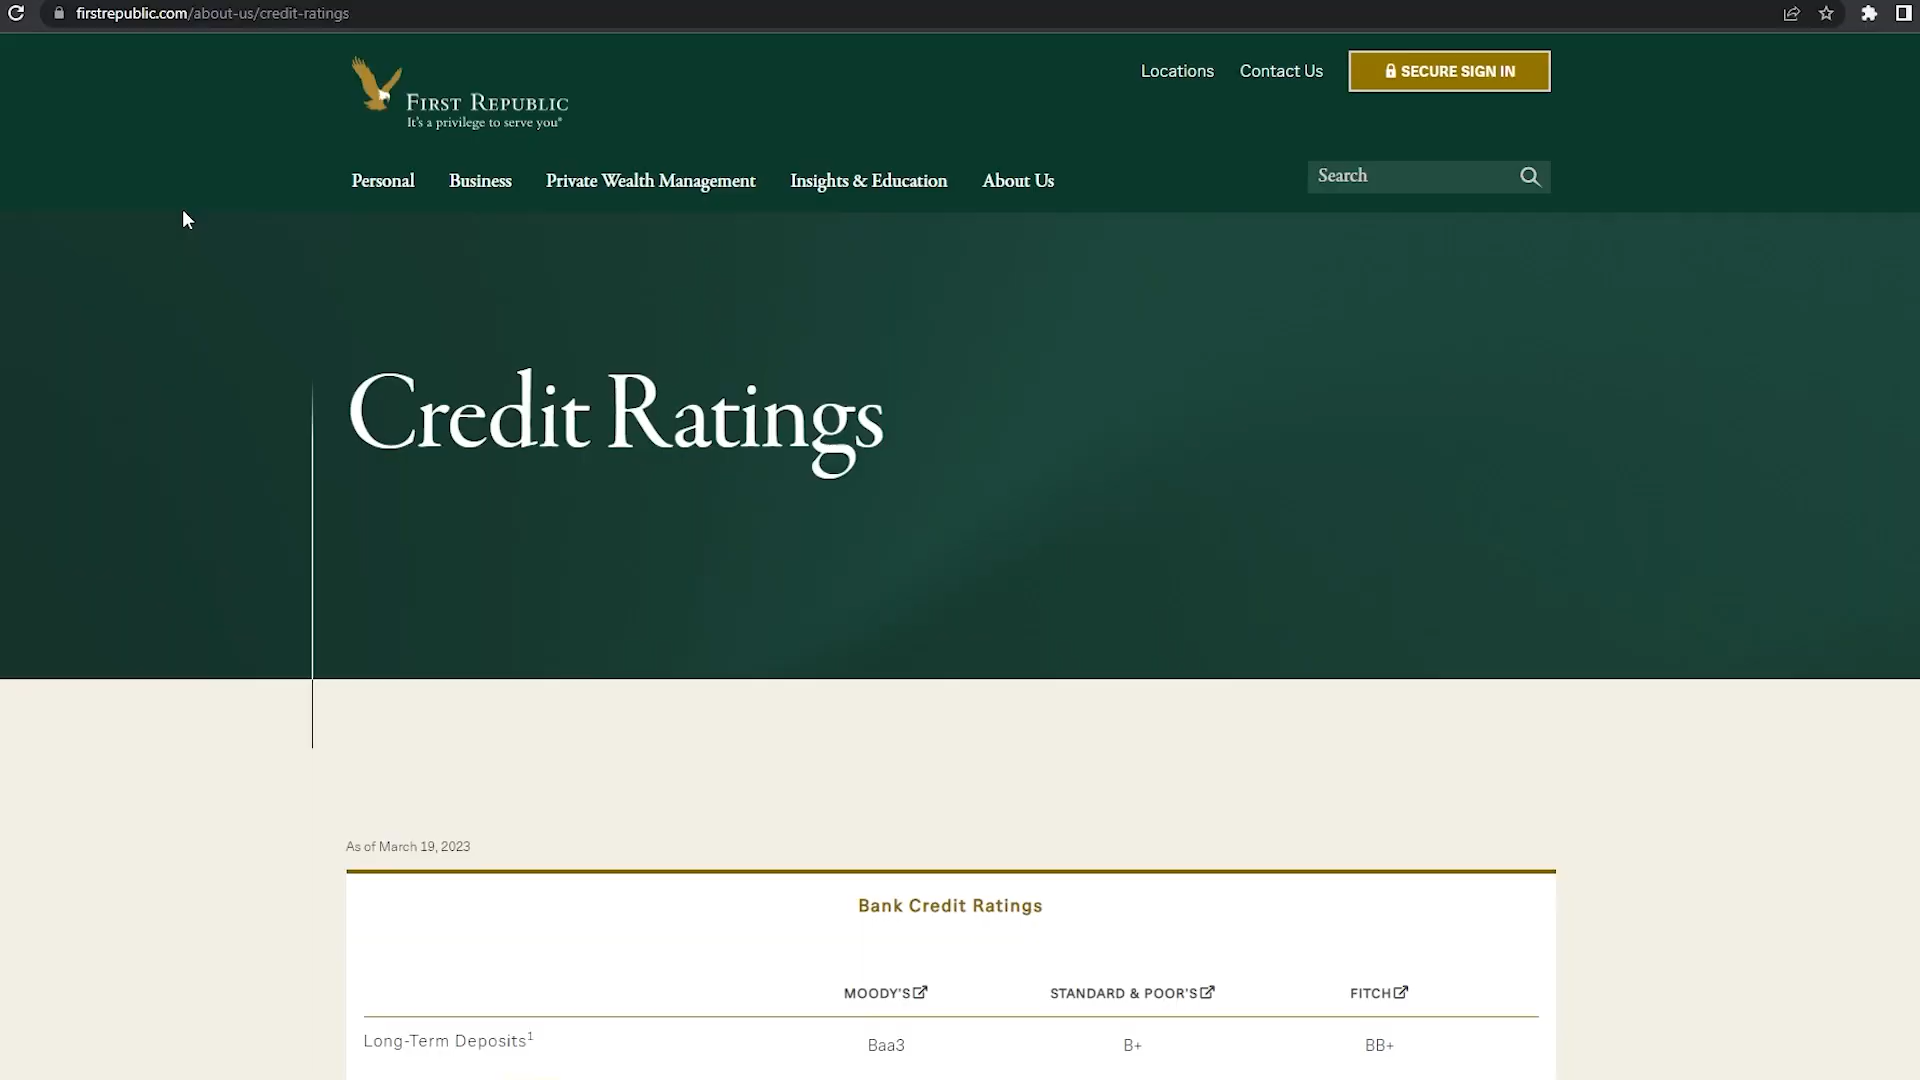 firstrepublic.com/about-us/credit-ratings
Locations Contact Us SECURE SIGN IN
FIRST REPUBLIC
It's a privilege to serve you®
Personal Business Private Wealth Management Insights & Education About Us Search
Credit Ratings
As of March 19, 2023
Bank Credit Ratings
MOODY'S STANDARD & POOR'S FITCH
Long-Term Deposits¹ Baa3 B+ BB+